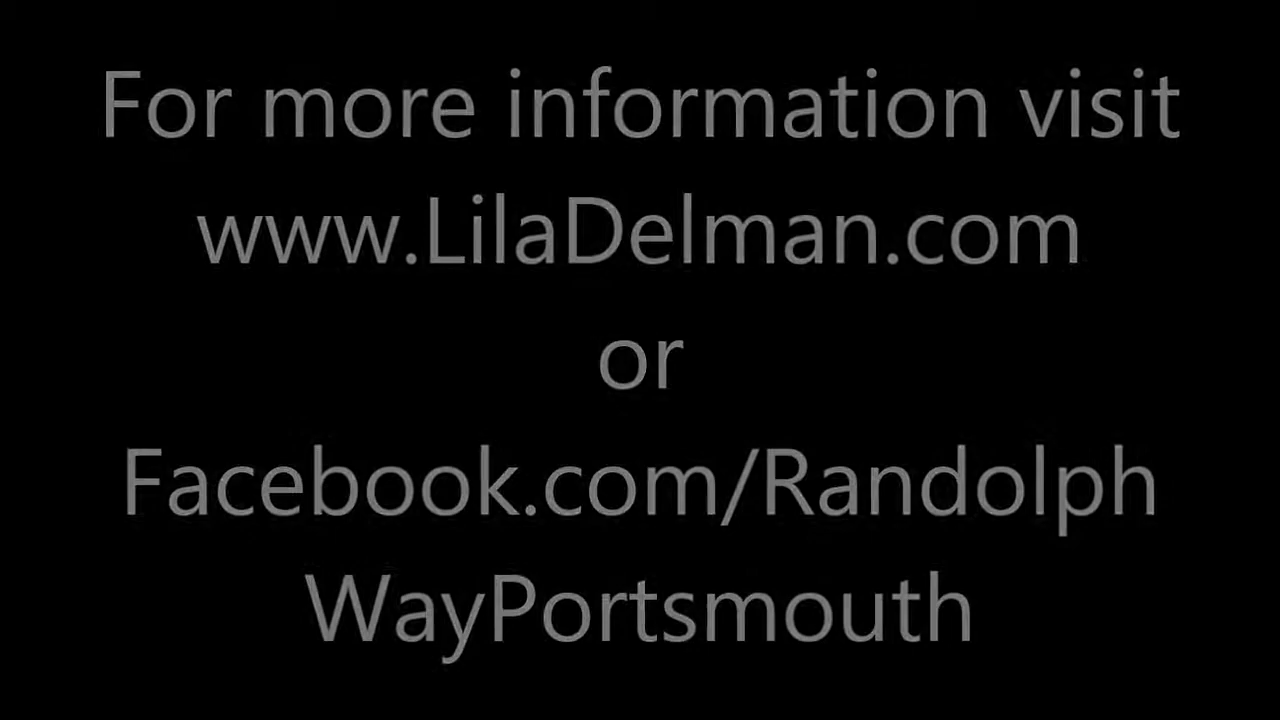 For more information visit
www.LilaDelman.com
or
Facebook.com/Randolph
WayPortsmouth